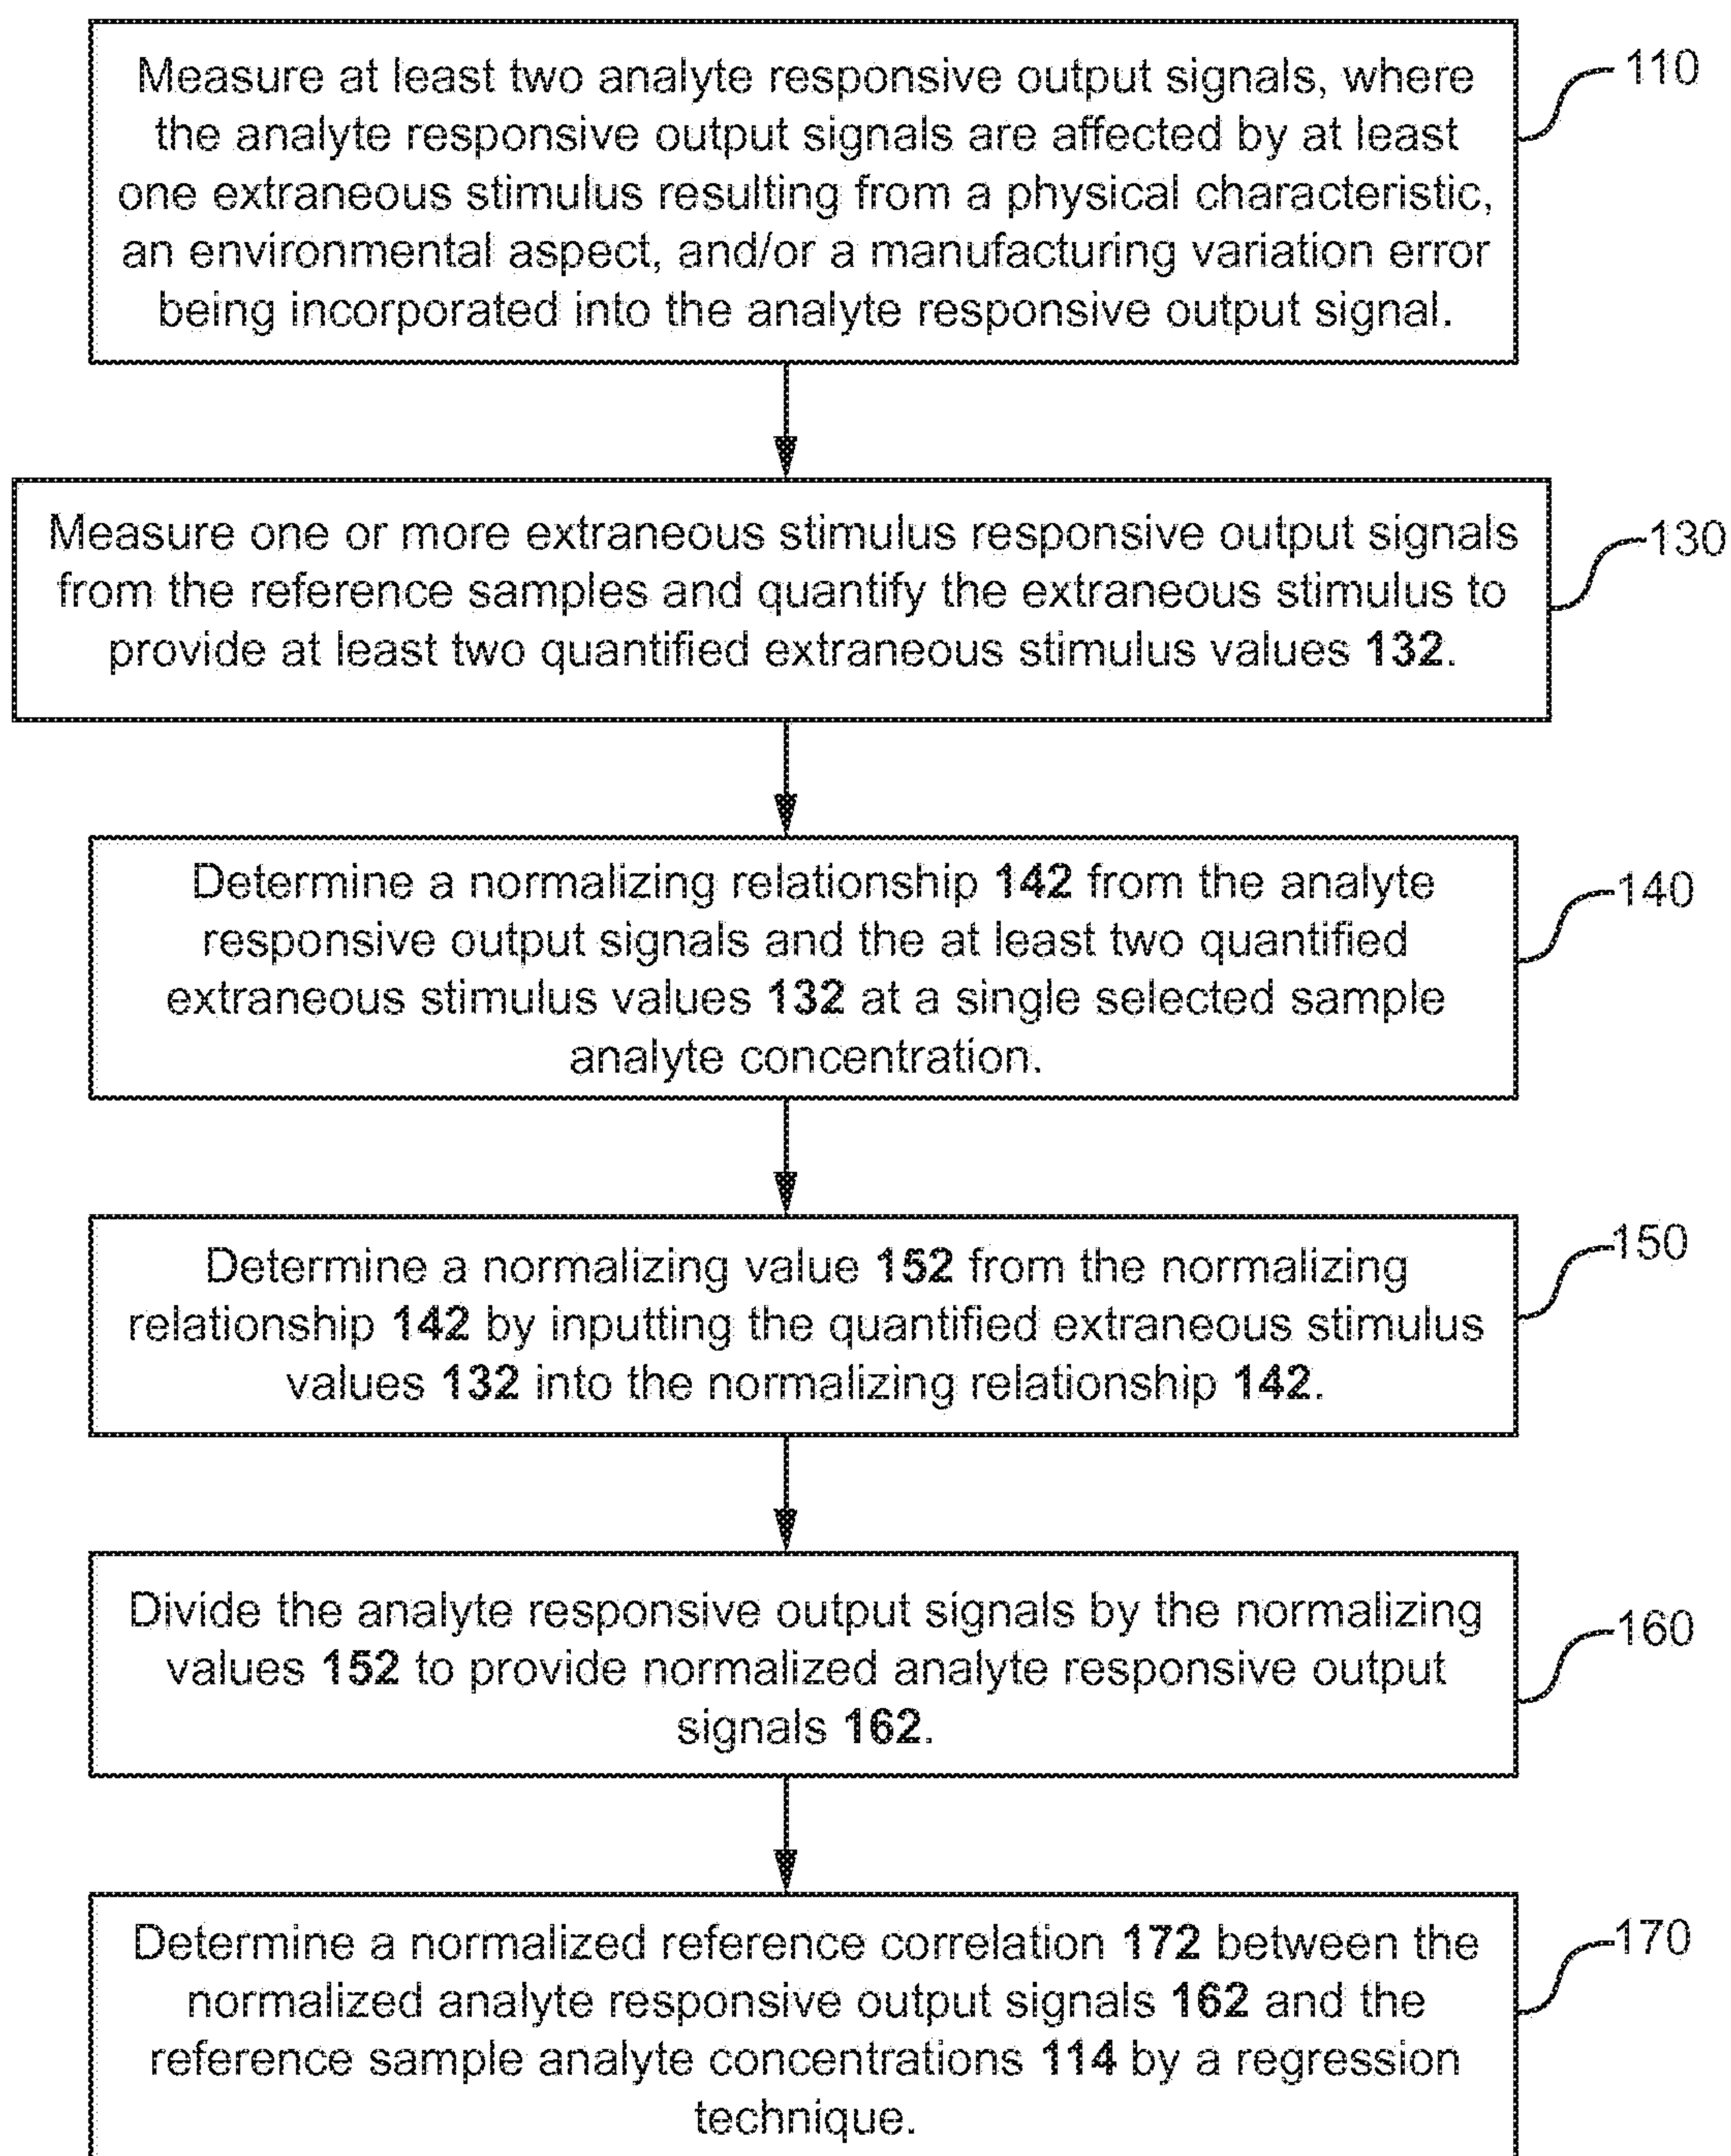 Measure at least two analyte responsive output signals, where
the analyte responsive output signals are affected by at least
one extraneous stimulus resulting from a physical characteristic,
an environmental aspect, and/or a manufacturing variation error
being incorporated into the analyte responsive output signal.
110
Measure one or more extraneous stimulus responsive output signals
from the reference samples and quantify the extraneous stimulus to
provide at least two quantified extraneous stimulus values 132.
130
Determine a normalizing relationship 142 from the analyte
responsive output signals and the at least two quantified
extraneous stimulus values 132 at a single selected sample
analyte concentration.
140
Determine a normalizing value 152 from the normalizing
relationship 142 by inputting the quantified extraneous stimulus
values 132 into the normalizing relationship 142.
150
Divide the analyte responsive output signals by the normalizing
values 152 to provide normalized analyte responsive output
signals 162.
160
Determine a normalized reference correlation 172 between the
normalized analyte responsive output signals 162 and the
reference sample analyte concentrations 114 by a regression
technique.
170